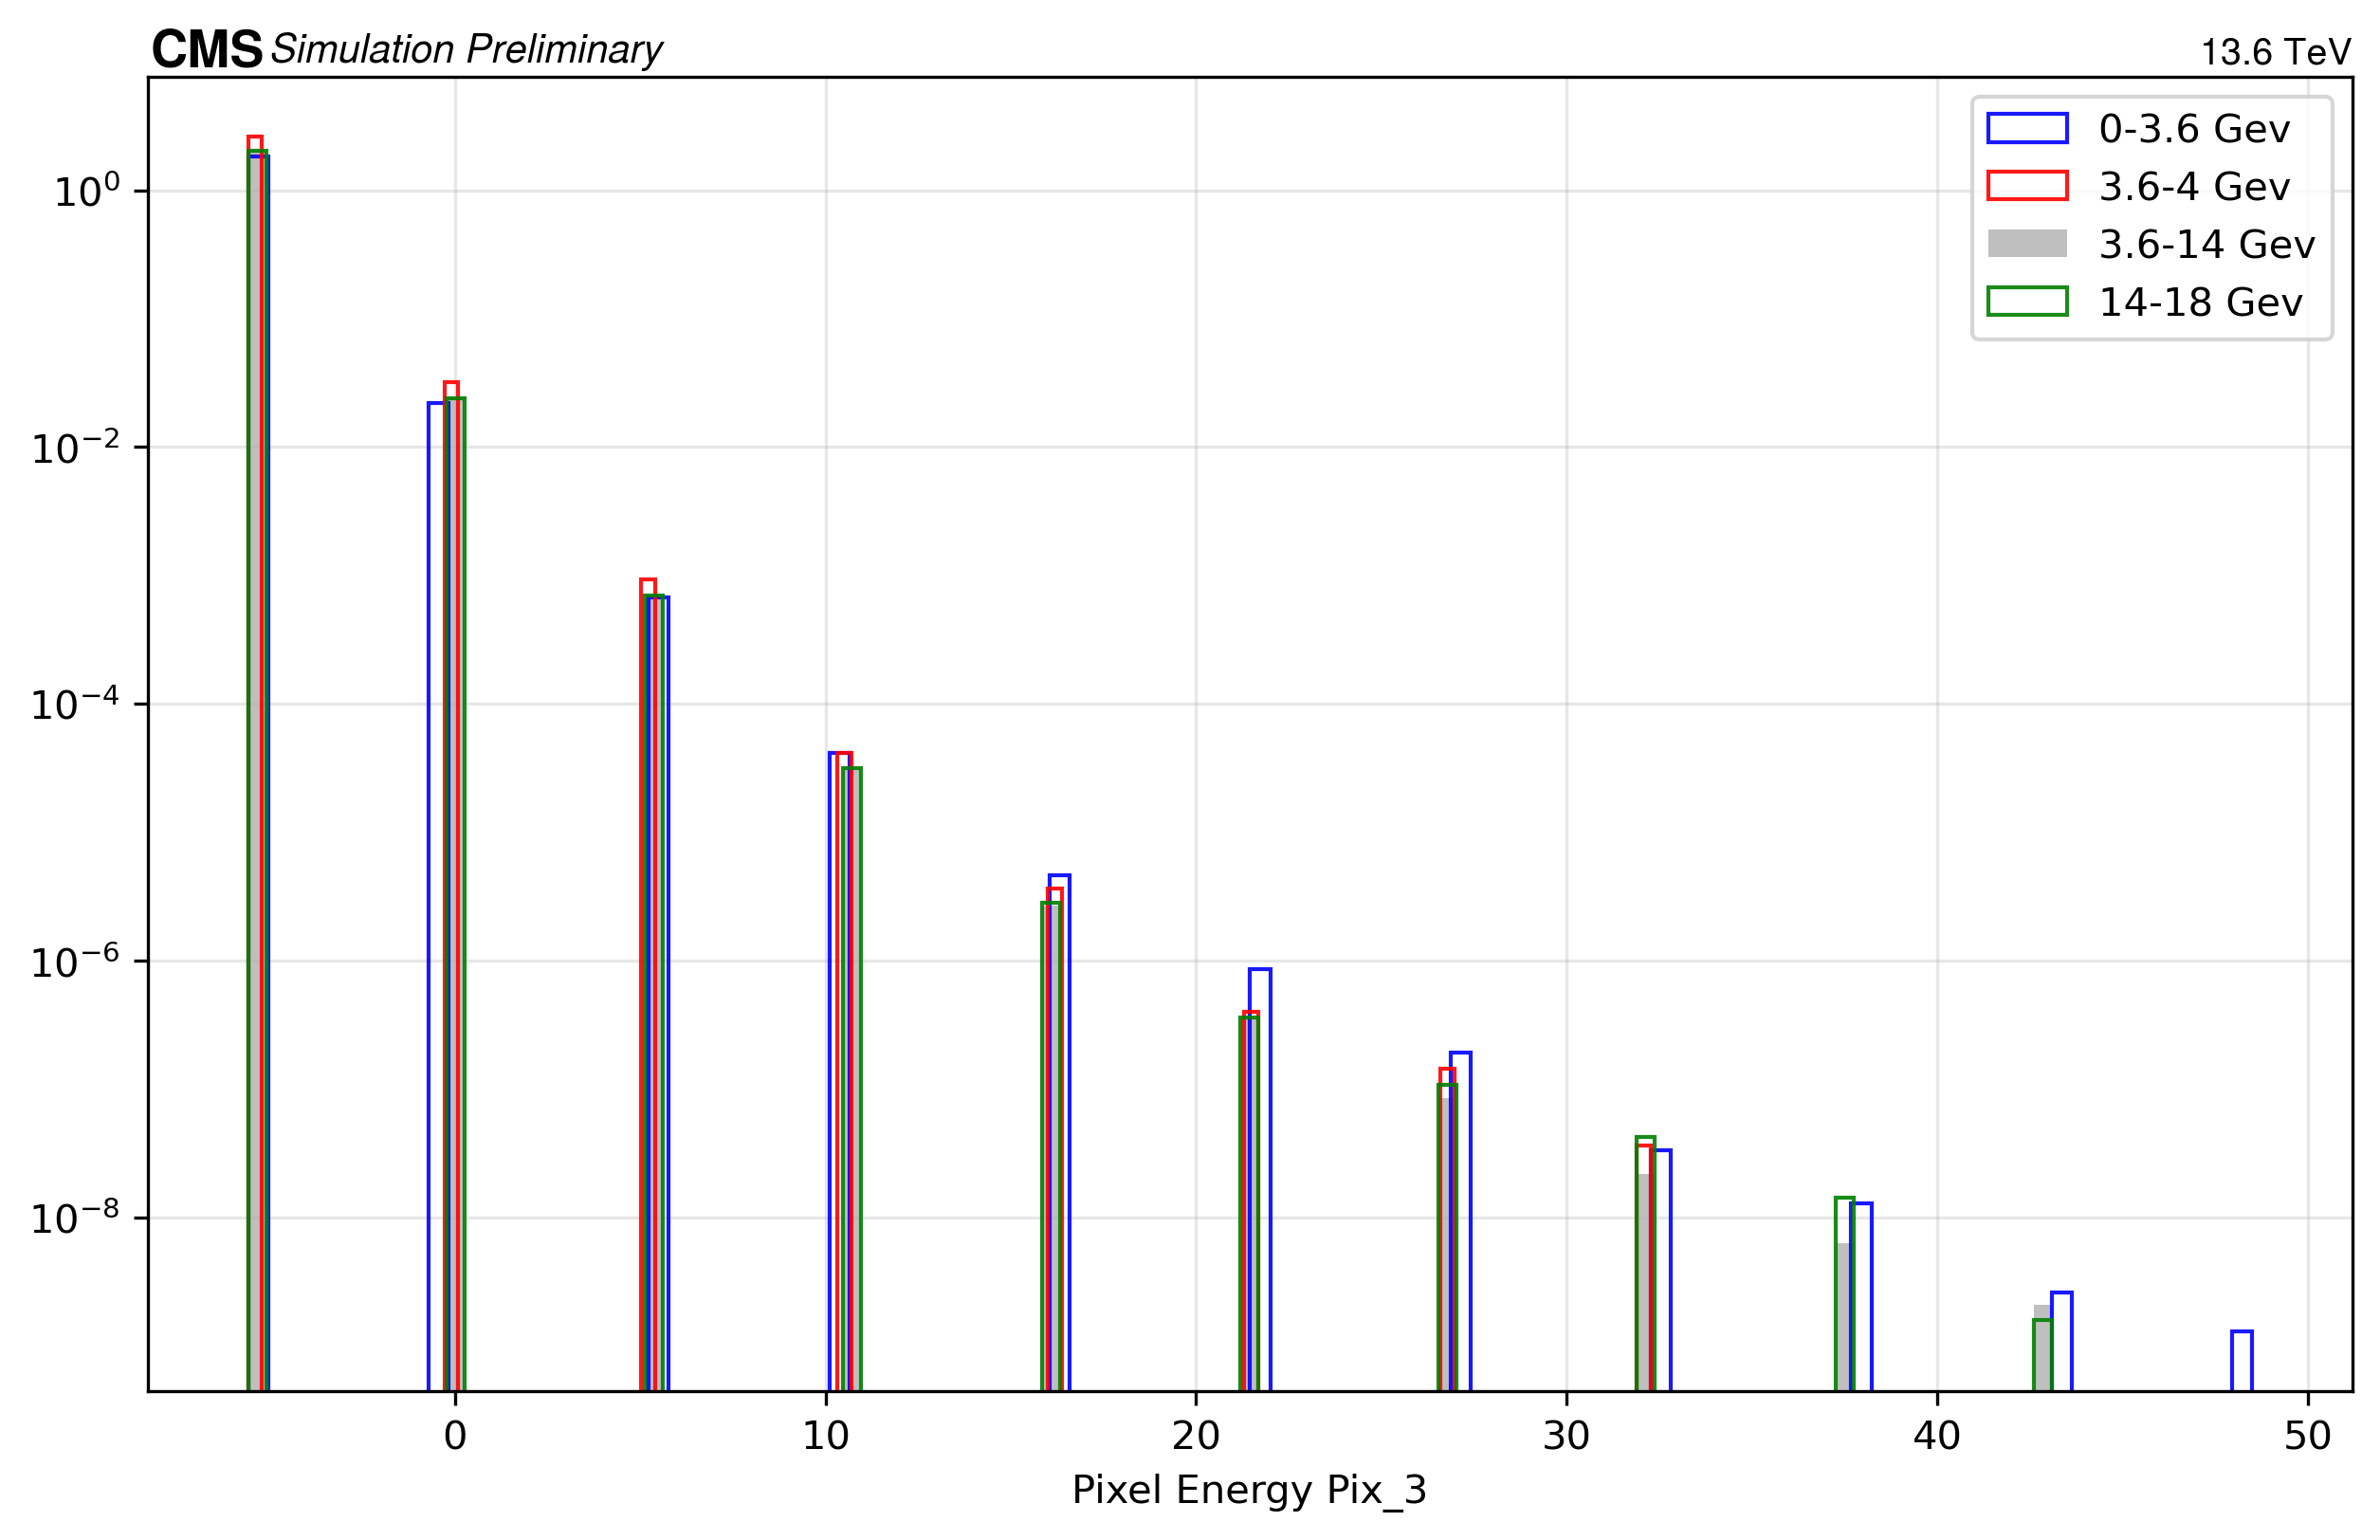 CMS Simulation Preliminary
13.6 TeV
0-3.6 Gev
3.6-4 Gev
3.6-14 Gev
14-18 Gev
10⁰
10⁻²
10⁻⁴
10⁻⁶
10⁻⁸
0 10 20 30 40 50
Pixel Energy Pix_3